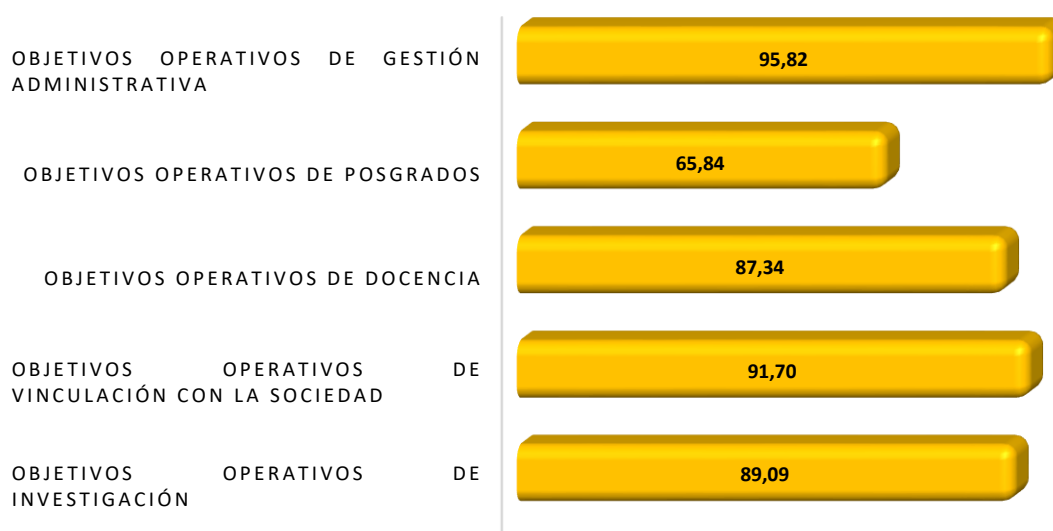 OBJETIVOS OPERATIVOS DE GESTIÓN
ADMINISTRATIVA
95,82
OBJETIVOS OPERATIVOS DE POSGRADOS
65,84
OBJETIVOS OPERATIVOS DE DOCENCIA
87,34
OBJETIVOS OPERATIVOS DE
VINCULACIÓN CON LA SOCIEDAD
91,70
OBJETIVOS OPERATIVOS DE
INVESTIGACIÓN
89,09